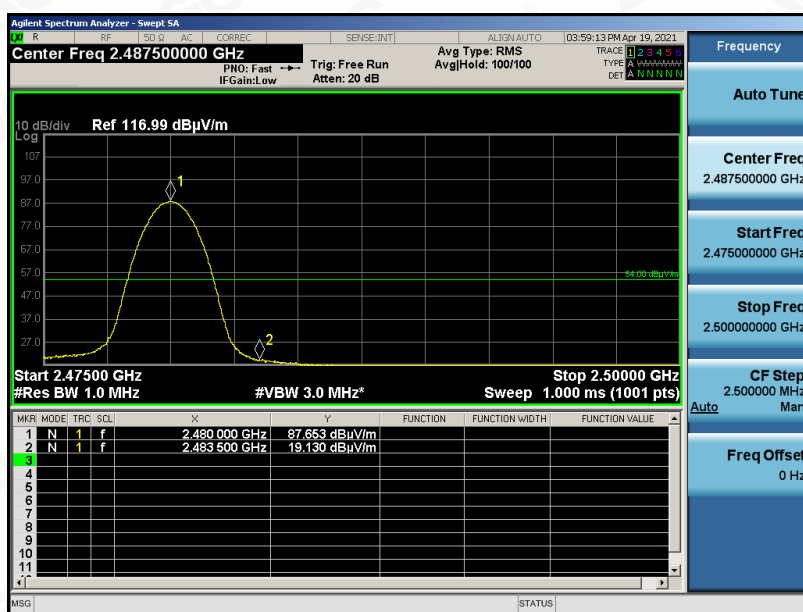 Agilent Spectrum Analyzer - Swept SA
LXI R RF 50 Ω AC CORREC SENSE:INT ALIGN AUTO 03:59:13 PM Apr 19, 2021
Center Freq 2.487500000 GHz
PNO: Fast
IFGain:Low
Trig: Free Run
Atten: 20 dB
Avg Type: RMS
Avg|Hold: 100/100
TRACE 1 2 3 4 5 6
TYPE A WWWWW
DET A N N N N N
Frequency
Auto Tune
Center Freq
2.487500000 GHz
Start Freq
2.475000000 GHz
Stop Freq
2.500000000 GHz
CF Step
2.500000 MHz
Auto Man
Freq Offset
0 Hz
10 dB/div Ref 116.99 dBµV/m
Log
107
97.0
87.0
77.0
67.0
57.0
47.0
37.0
27.0
1
2
54.00 dBµV/m
Start 2.47500 GHz Stop 2.50000 GHz
#Res BW 1.0 MHz #VBW 3.0 MHz* Sweep 1.000 ms (1001 pts)
MKR MODE TRC SCL X Y FUNCTION FUNCTION WIDTH FUNCTION VALUE
1 N 1 f 2.480 000 GHz 87.653 dBµV/m
2 N 1 f 2.483 500 GHz 19.130 dBµV/m
3
4
5
6
7
8
9
10
11
MSG STATUS